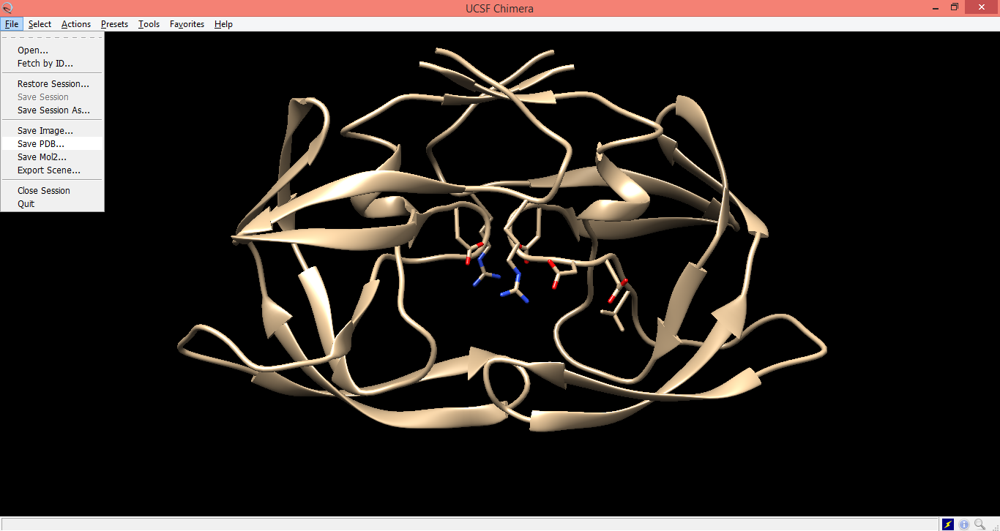 UCSF Chimera
File Select Actions Presets Tools Favorites Help
Open...
Fetch by ID...
Restore Session...
Save Session
Save Session As...
Save Image...
Save PDB...
Save Mol2...
Export Scene...
Close Session
Quit